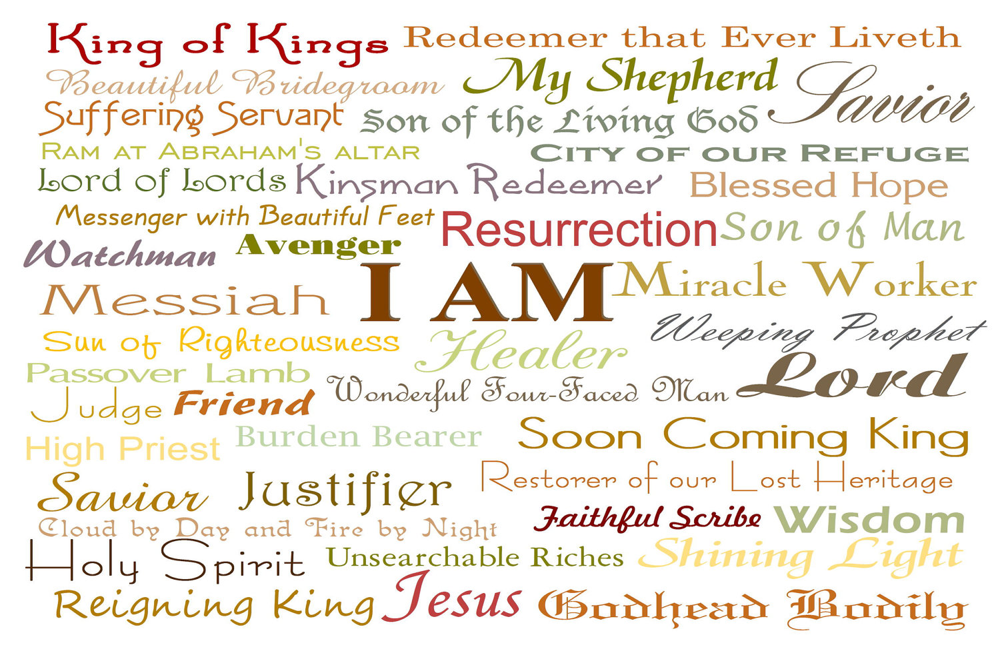 King of Kings Redeemer that Ever Liveth
Beautiful Bridegroom My Shepherd Savior
Suffering Servant Son of the Living God
Ram at Abraham's altar City of our Refuge
Lord of Lords Kinsman Redeemer Blessed Hope
Messenger with Beautiful Feet Resurrection Son of Man
Watchman Avenger
Messiah I AM Miracle Worker
Sun of Righteousness Healer Weeping Prophet
Passover Lamb Wonderful Four-Faced Man Lord
Judge Friend
High Priest Burden Bearer Soon Coming King
Savior Justifier Restorer of our Lost Heritage
Cloud by Day and Fire by Night Faithful Scribe Wisdom
Holy Spirit Unsearchable Riches Shining Light
Reigning King Jesus Godhead Bodily